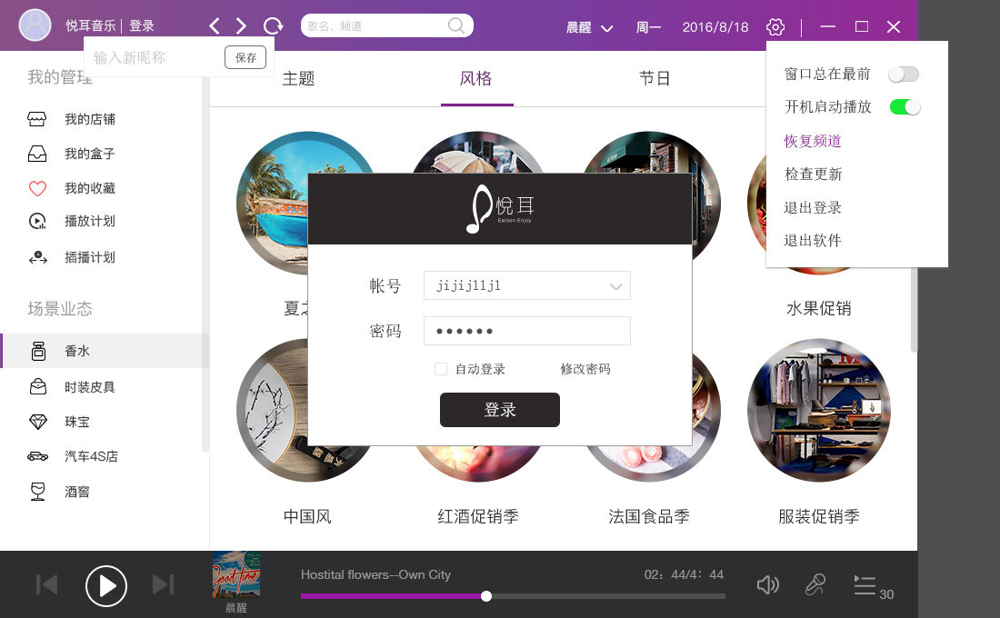 悦耳音乐 | 登录
歌名、频道
晨醒
周一
2016/8/18
输入新昵称
保存
我的管理
我的店铺
我的盒子
我的收藏
播放计划
插播计划
场景业态
香水
时装皮具
珠宝
汽车4S店
酒窖
主题
风格
节日
窗口总在最前
开机启动播放
恢复频道
检查更新
退出登录
退出软件
悦耳
Earson Enjoy
帐号
jijijl1j1
密码
自动登录
修改密码
登录
夏之
水果促销
中国风
红酒促销季
法国食品季
服装促销季
Good Time
晨醒
Hostital flowers--Own City
02：44/4：44
30